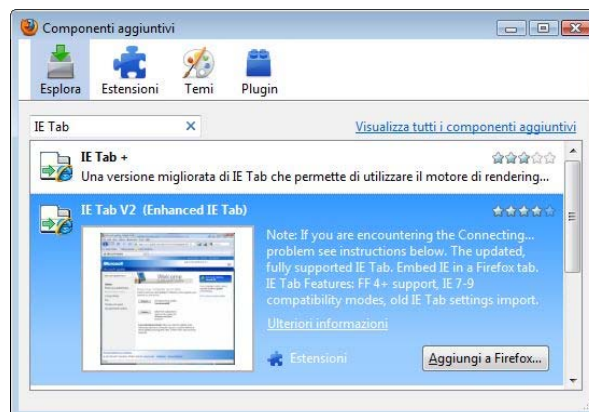 Componenti aggiuntivi
Esplora Estensioni Temi Plugin
IE Tab Visualizza tutti i componenti aggiuntivi
IE Tab +
Una versione migliorata di IE Tab che permette di utilizzare il motore di rendering...
IE Tab V2 (Enhanced IE Tab)
Note: If you are encountering the Connecting...
problem see instructions below. The updated,
fully supported IE Tab. Embed IE in a Firefox tab.
IE Tab Features: FF 4+ support, IE 7-9
compatibility modes, old IE Tab settings import.
Ulteriori informazioni
Microsoft
Welcome
Estensioni Aggiungi a Firefox...